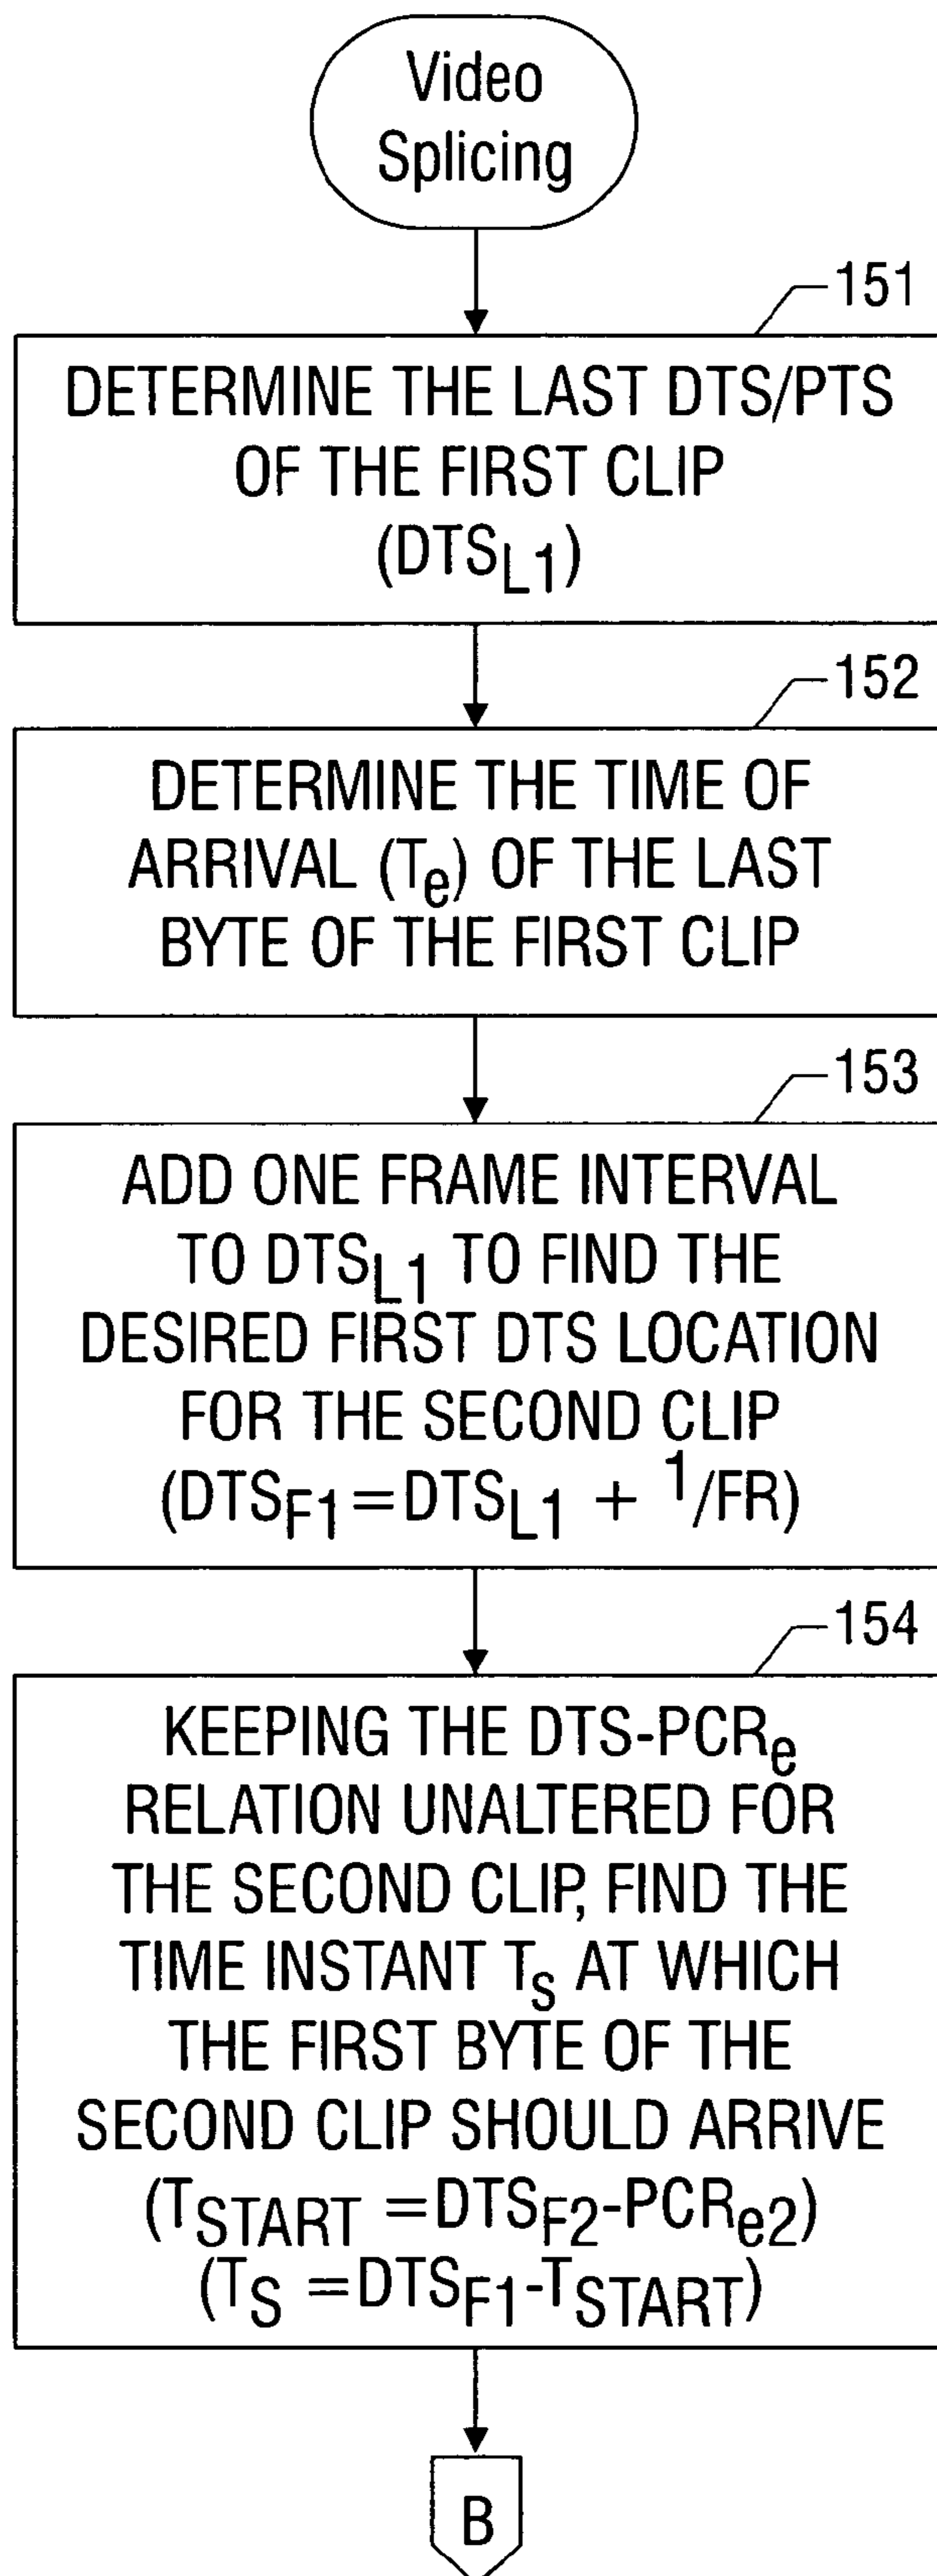 Video
Splicing
151
DETERMINE THE LAST DTS/PTS
OF THE FIRST CLIP
(DTSL1)
152
DETERMINE THE TIME OF
ARRIVAL (Te) OF THE LAST
BYTE OF THE FIRST CLIP
153
ADD ONE FRAME INTERVAL
TO DTSL1 TO FIND THE
DESIRED FIRST DTS LOCATION
FOR THE SECOND CLIP
(DTSF1=DTSL1 + 1/FR)
154
KEEPING THE DTS-PCRe
RELATION UNALTERED FOR
THE SECOND CLIP, FIND THE
TIME INSTANT Ts AT WHICH
THE FIRST BYTE OF THE
SECOND CLIP SHOULD ARRIVE
(TSTART =DTSF2-PCRe2)
(TS =DTSF1-TSTART)
B